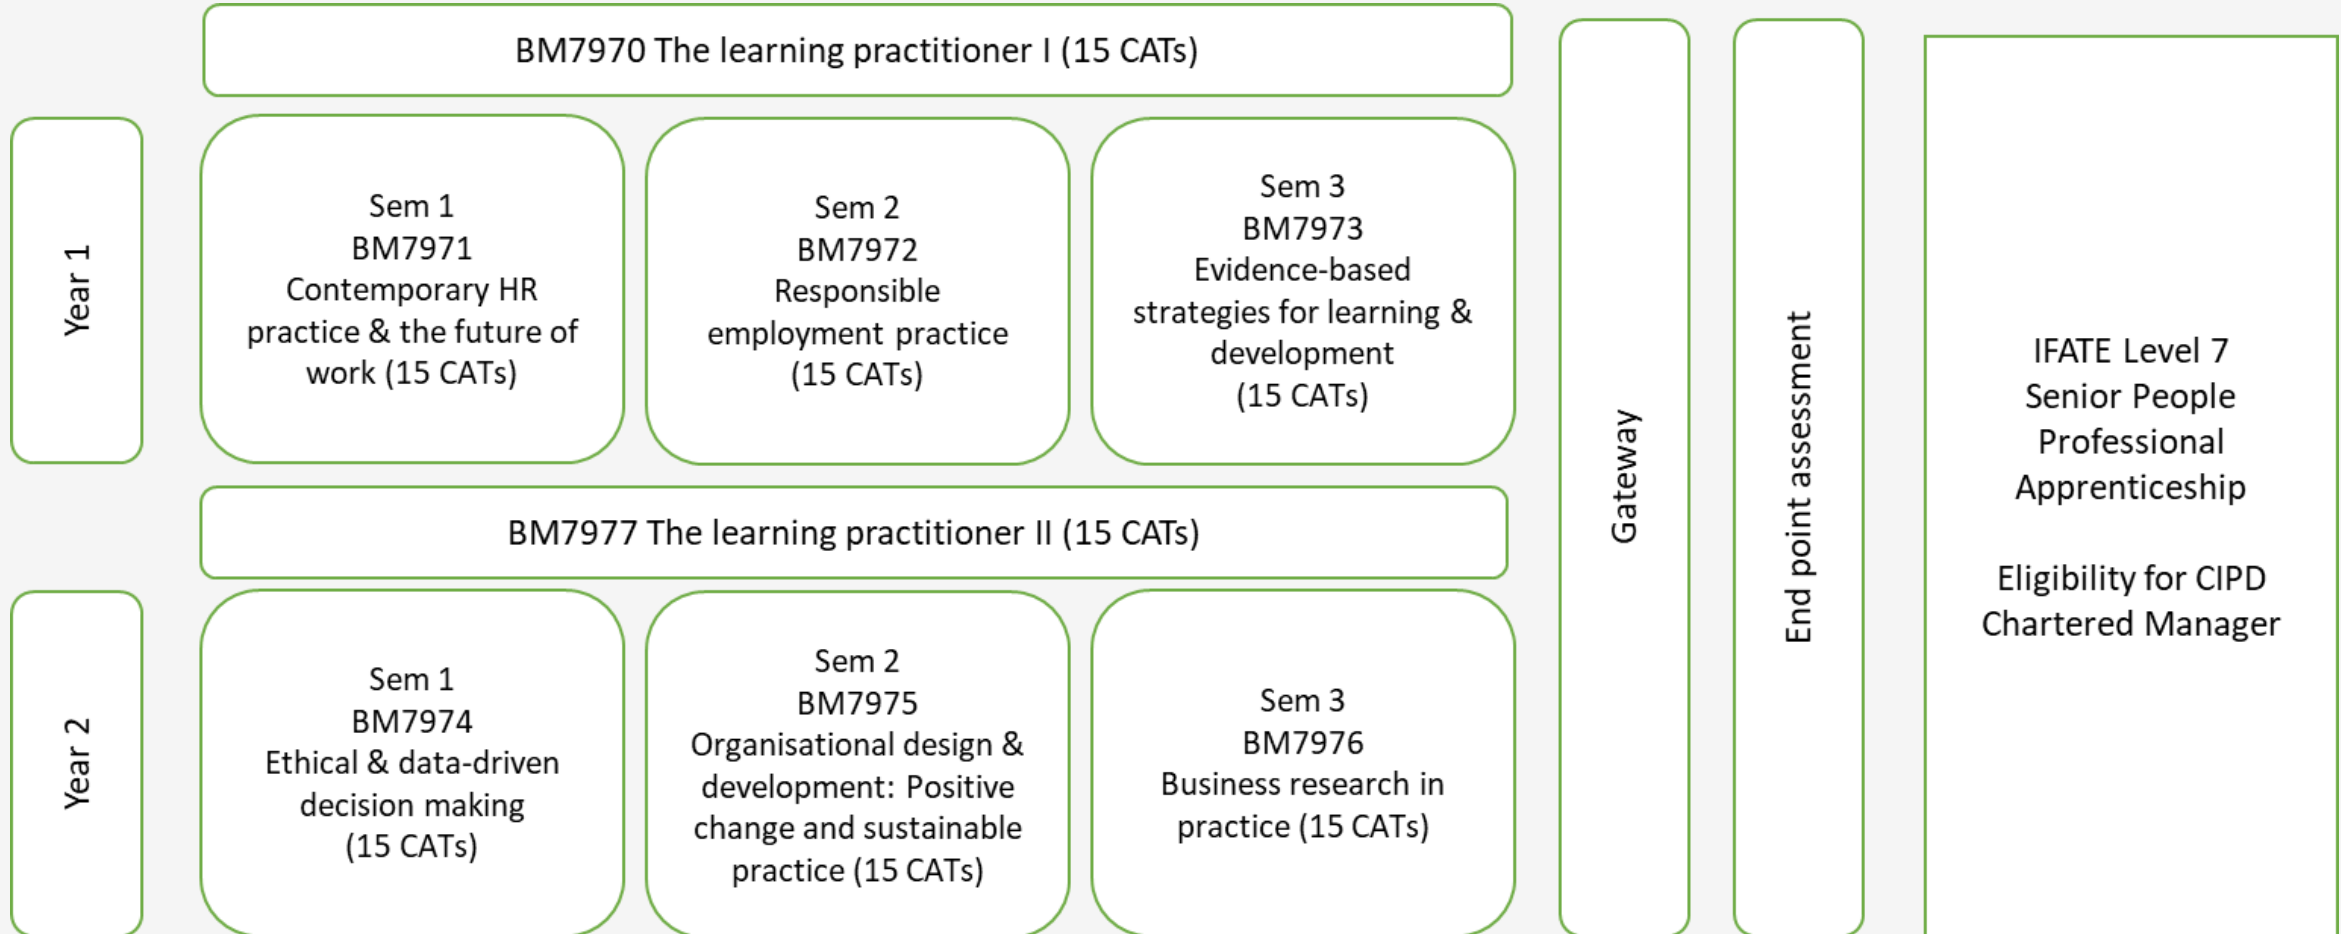 BM7970 The learning practitioner I (15 CATs)
Year 1
Sem 1
BM7971
Contemporary HR
practice & the future of
work (15 CATs)
Sem 2
BM7972
Responsible
employment practice
(15 CATs)
Sem 3
BM7973
Evidence-based
strategies for learning &
development
(15 CATs)
BM7977 The learning practitioner II (15 CATs)
Year 2
Sem 1
BM7974
Ethical & data-driven
decision making
(15 CATs)
Sem 2
BM7975
Organisational design &
development: Positive
change and sustainable
practice (15 CATs)
Sem 3
BM7976
Business research in
practice (15 CATs)
Gateway
End point assessment
IFATE Level 7
Senior People
Professional
Apprenticeship
Eligibility for CIPD
Chartered Manager